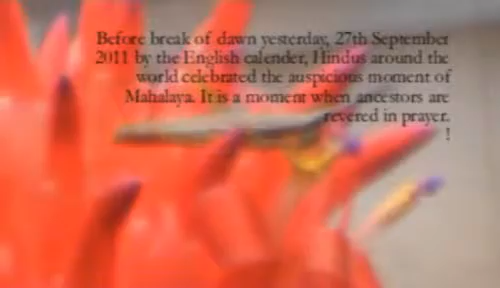 Before break of dawn yesterday, 27th September
2011 by the English calender, Hindus around the
world celebrated the auspicious moment of
Mahalaya. It is a moment when ancestors are
revered in prayer.
!